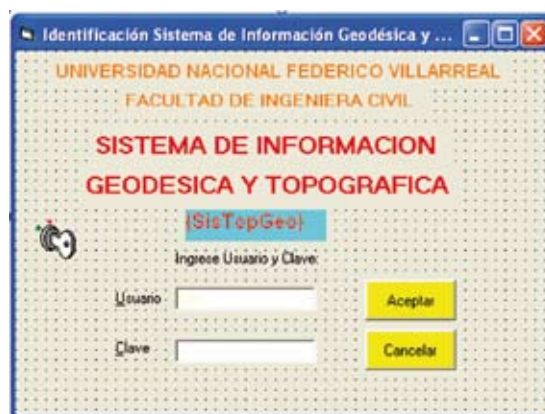 Identificación Sistema de Información Geodésica y ...
UNIVERSIDAD NACIONAL FEDERICO VILLARREAL
FACULTAD DE INGENIERA CIVIL
SISTEMA DE INFORMACION
GEODESICA Y TOPOGRAFICA
{SisTopGeo}
Ingrese Usuario y Clave:
Usuario
Aceptar
Clave
Cancelar